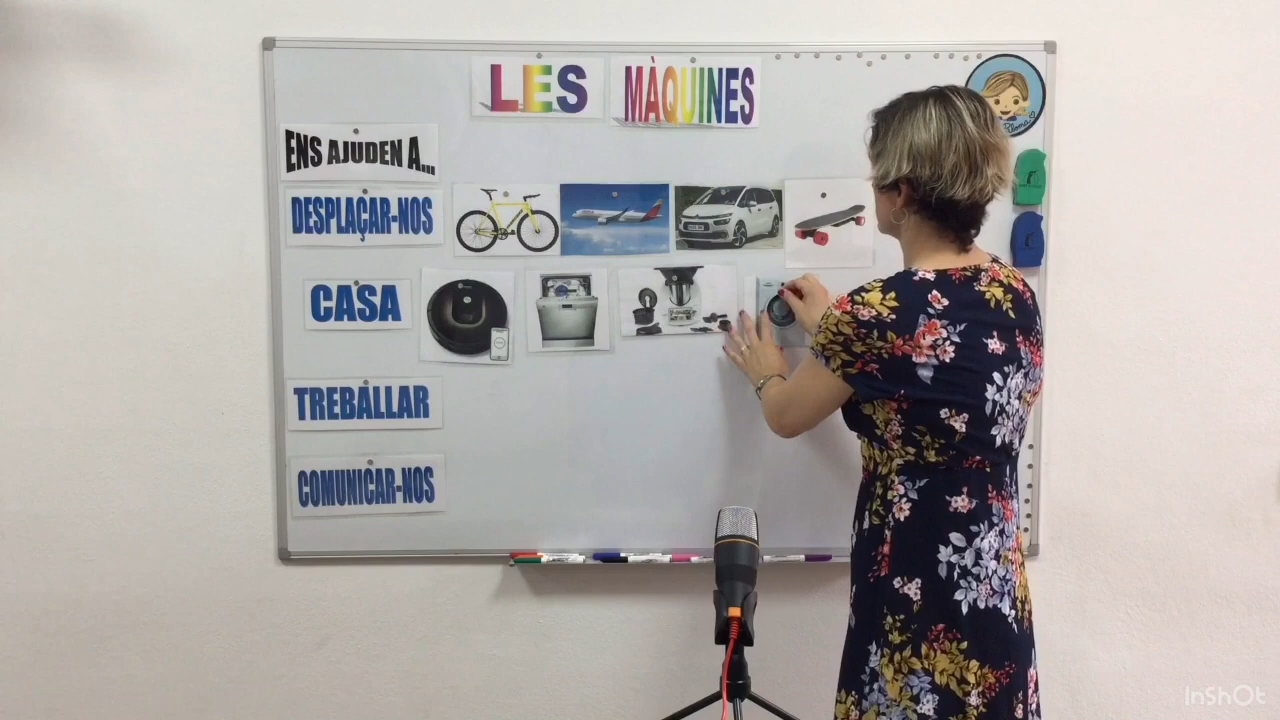 LES MÀQUINES
ENS AJUDEN A...
DESPLAÇAR-NOS
CASA
TREBALLAR
COMUNICAR-NOS
InShOt